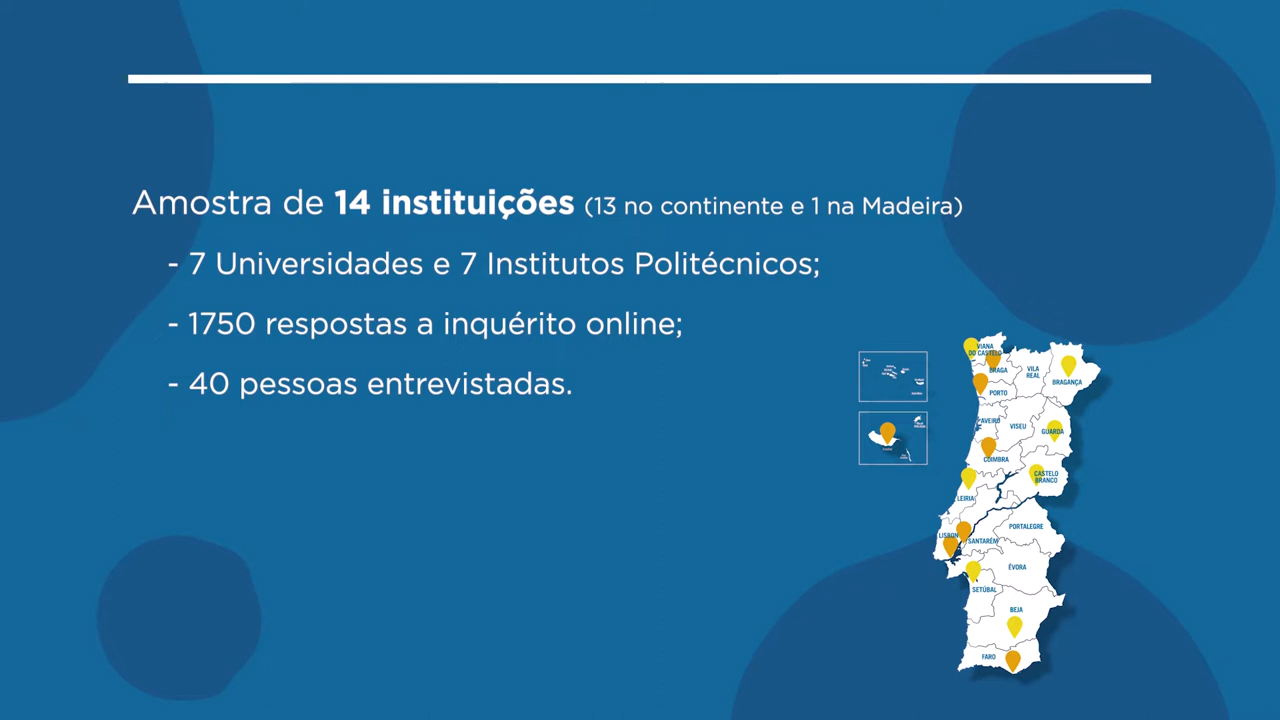 Amostra de 14 instituições (13 no continente e 1 na Madeira)
- 7 Universidades e 7 Institutos Politécnicos;
- 1750 respostas a inquérito online;
- 40 pessoas entrevistadas.
VIANA
DO CASTELO
BRAGA
VILA
REAL
BRAGANÇA
PORTO
AVEIRO
VISEU
GUARDA
COIMBRA
CASTELO
BRANCO
LEIRIA
PORTALEGRE
LISBOA
SANTARÉM
ÉVORA
SETÚBAL
BEJA
FARO